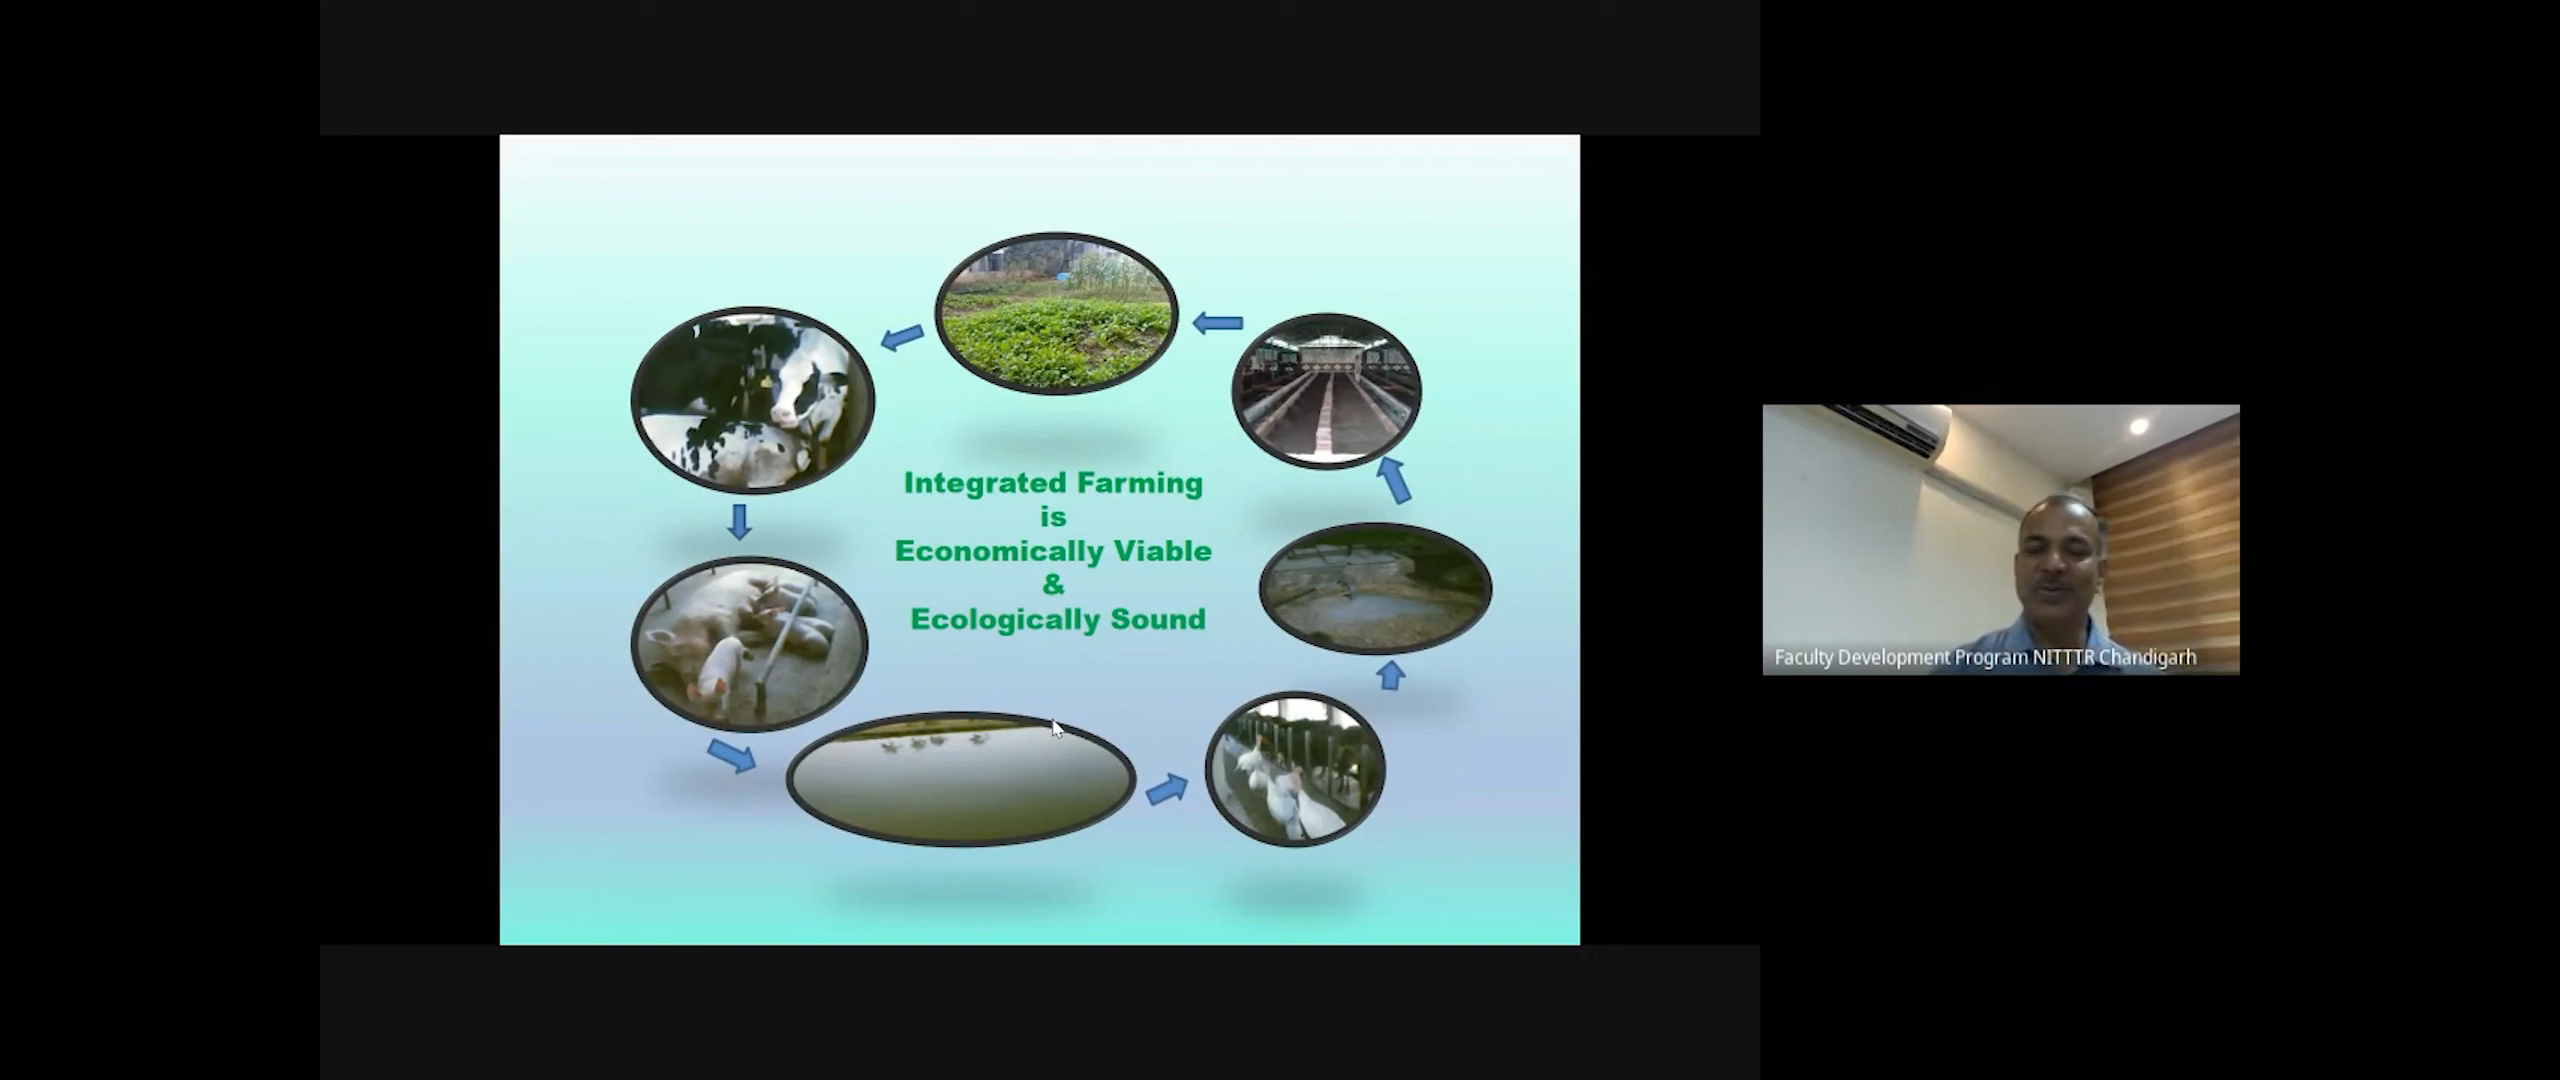 Integrated Farming
is
Economically Viable
&
Ecologically Sound
Faculty Development Program NITTTR Chandigarh